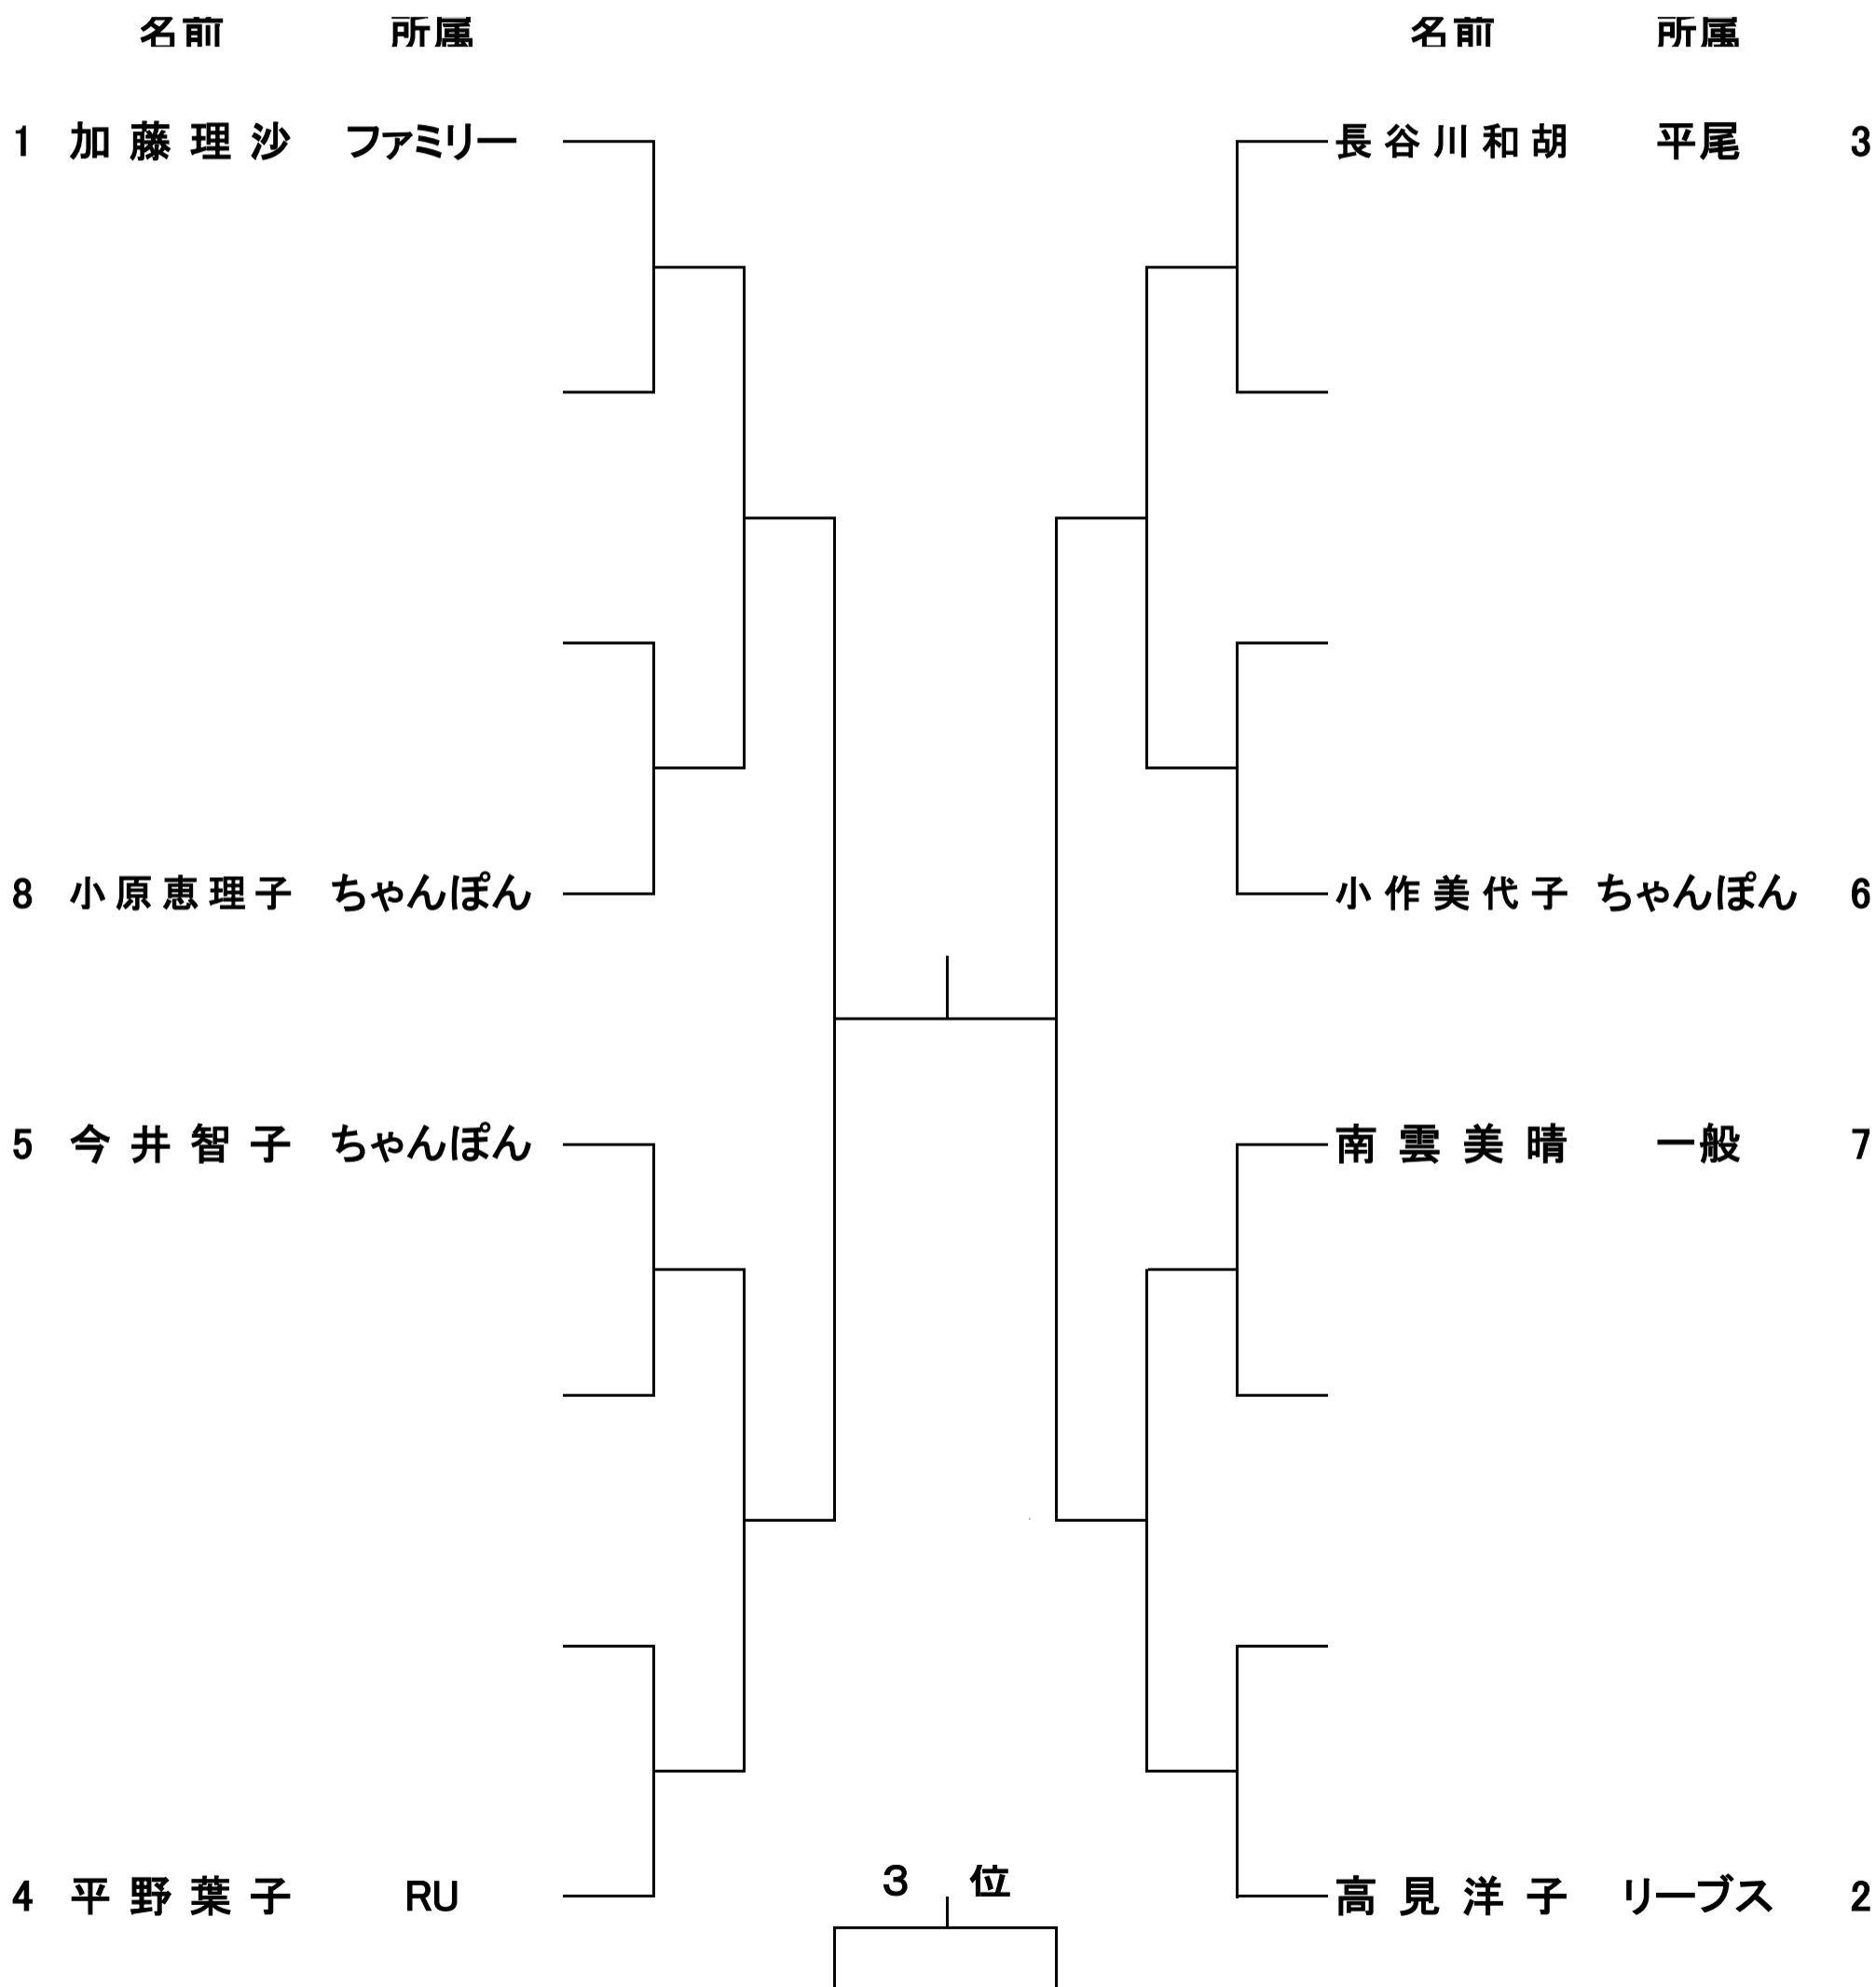 名前 所属 名前 所属
1 加藤理沙 ファミリー 長谷川和胡 平尾 3
8 小原恵理子 ちゃんぽん 小作美代子 ちゃんぽん 6
5 今井智子 ちゃんぽん 南雲美晴 一般 7
4 平野葉子 RU 3 位 高見洋子 リーブス 2